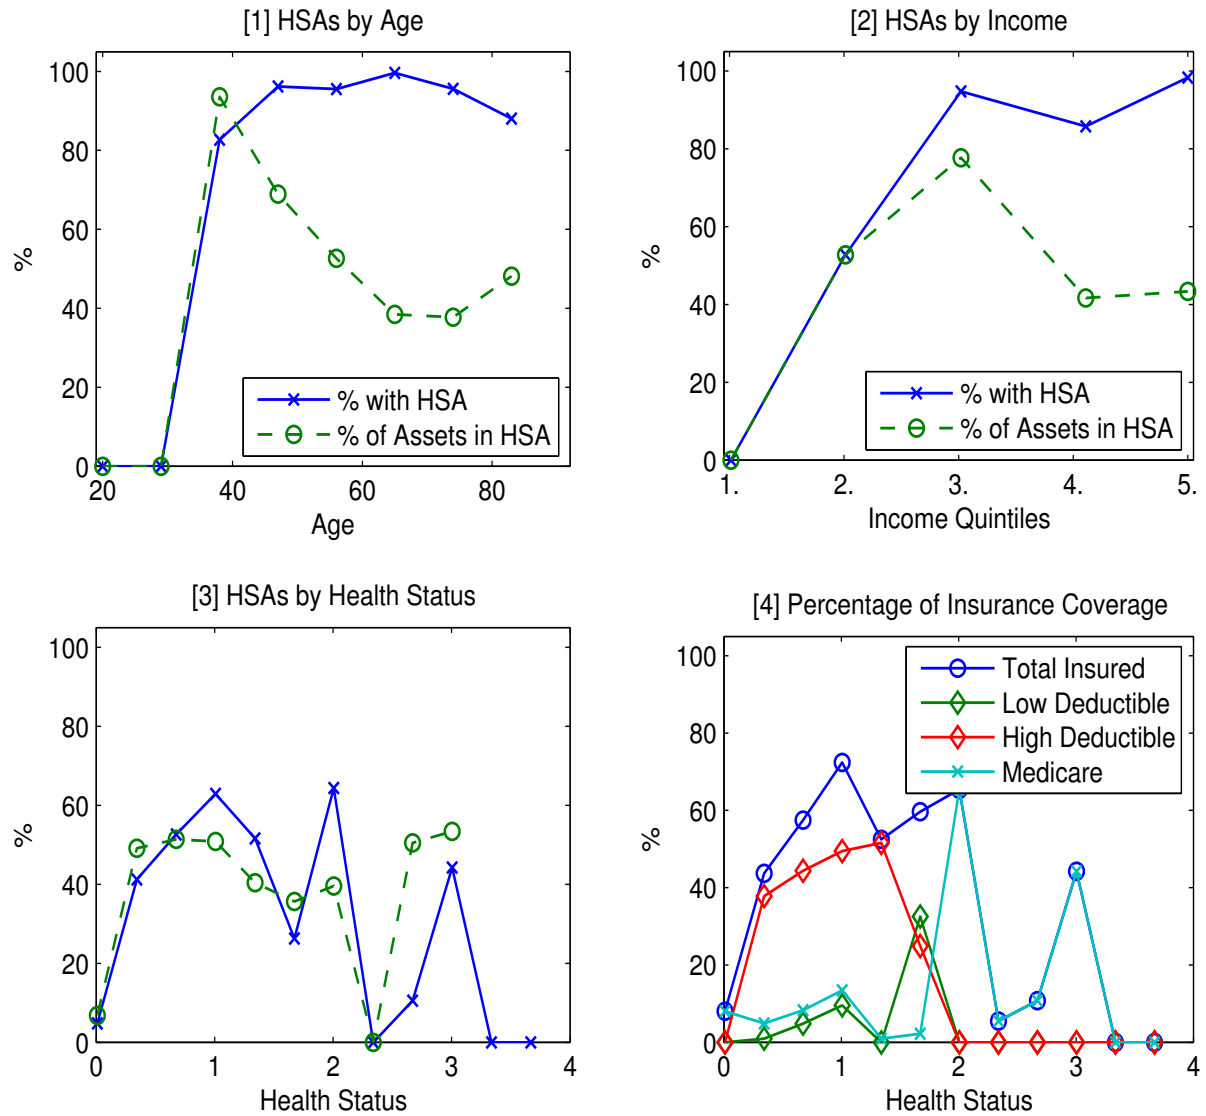 [1] HSAs by Age
100
80
60
40
20
0
%
20 40 60 80
Age
% with HSA
% of Assets in HSA
[2] HSAs by Income
100
80
60
40
20
0
%
1. 2. 3. 4. 5.
Income Quintiles
% with HSA
% of Assets in HSA
[3] HSAs by Health Status
100
80
60
40
20
0
%
0 1 2 3 4
Health Status
[4] Percentage of Insurance Coverage
100
80
60
40
20
0
%
0 1 2 3 4
Health Status
Total Insured
Low Deductible
High Deductible
Medicare